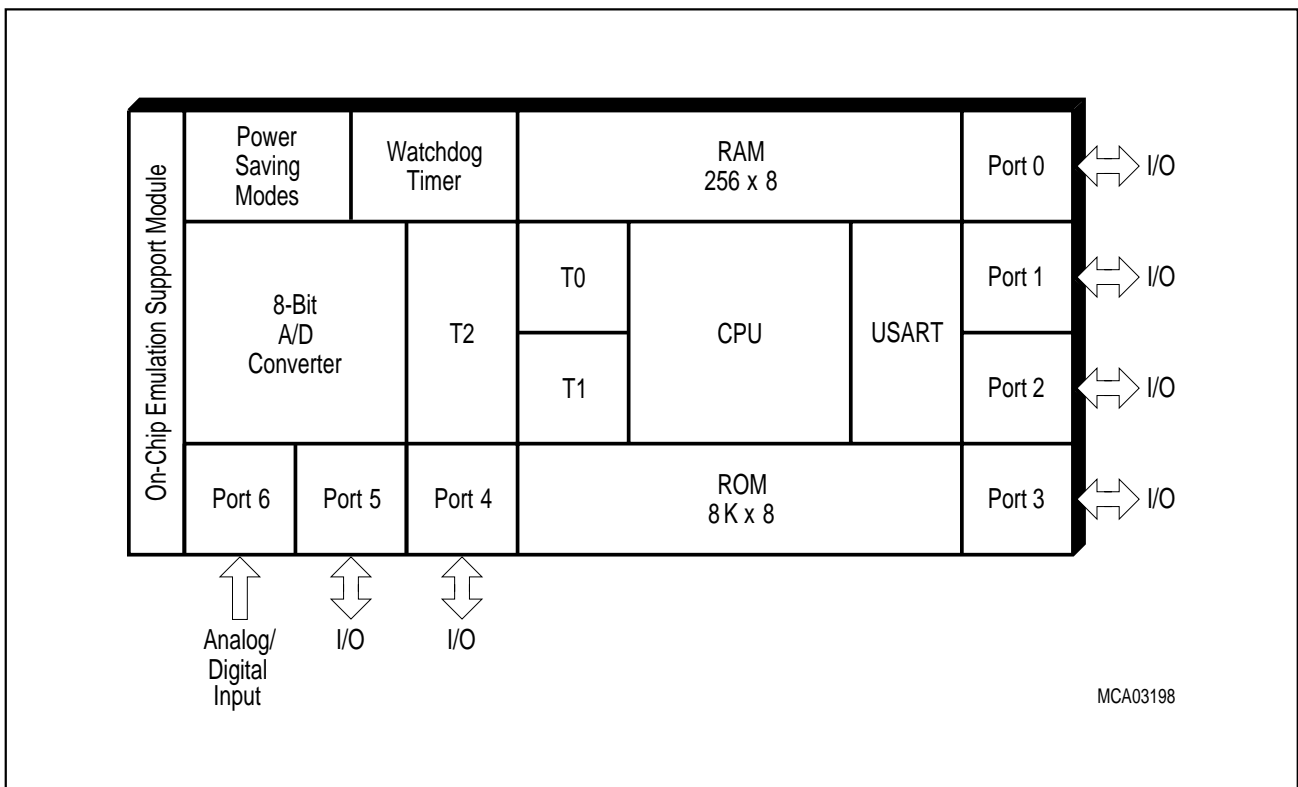 On-Chip Emulation Support Module
Power
Saving
Modes
Watchdog
Timer
RAM
256 x 8
Port 0
I/O
8-Bit
A/D
Converter
T2
T0
T1
CPU
USART
Port 1
I/O
Port 2
I/O
Port 6
Port 5
Port 4
ROM
8K x 8
Port 3
I/O
Analog/
Digital
Input
I/O
I/O
MCA03198